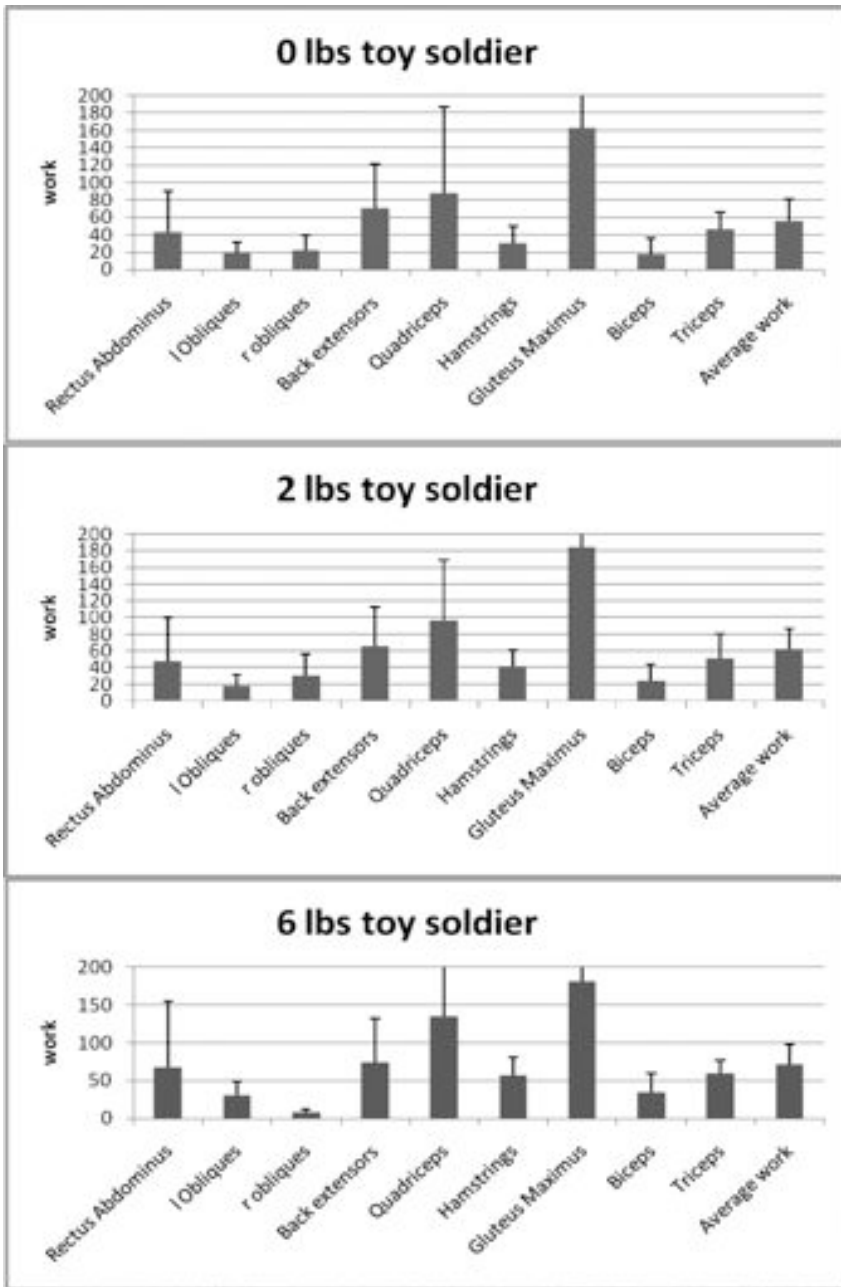 0 lbs toy soldier
200
180
160
140
120
100
80
60
40
20
0
work
Rectus Abdominus
l Obliques
r obliques
Back extensors
Quadriceps
Hamstrings
Gluteus Maximus
Biceps
Triceps
Average work
2 lbs toy soldier
200
180
160
140
120
100
80
60
40
20
0
work
Rectus Abdominus
l Obliques
r obliques
Back extensors
Quadriceps
Hamstrings
Gluteus Maximus
Biceps
Triceps
Average work
6 lbs toy soldier
200
150
100
50
0
work
Rectus Abdominus
l Obliques
r obliques
Back extensors
Quadriceps
Hamstrings
Gluteus Maximus
Biceps
Triceps
Average work